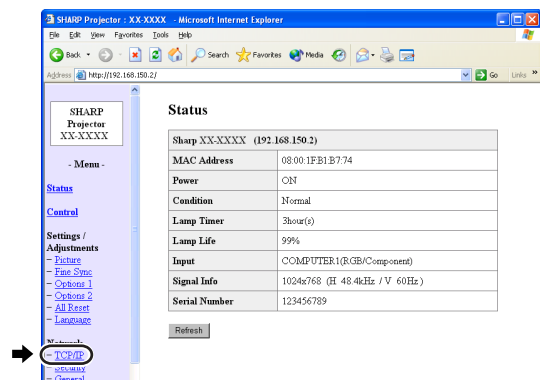 SHARP Projector : XX-XXXX - Microsoft Internet Explorer
File Edit View Favorites Tools Help
Back Search Favorites Media
Address http://192.168.150.2/ Go Links »
SHARP
Projector
XX-XXXX
- Menu -
Status
Control
Settings /
Adjustments
– Picture
– Fine Sync
– Options 1
– Options 2
– All Reset
– Language
Network
– TCP/IP
– Security
– General
Status
Sharp XX-XXXX (192.168.150.2)
MAC Address 08:00:1F:B1:B7:74
Power ON
Condition Normal
Lamp Timer 3hour(s)
Lamp Life 99%
Input COMPUTER1(RGB/Component)
Signal Info 1024x768 (H 48.4kHz / V 60Hz)
Serial Number 123456789
Refresh